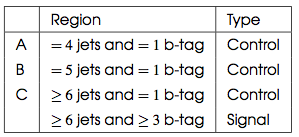 Region Type
A = 4 jets and = 1 b-tag Control
B = 5 jets and = 1 b-tag Control
C ≥ 6 jets and = 1 b-tag Control
≥ 6 jets and ≥ 3 b-tag Signal